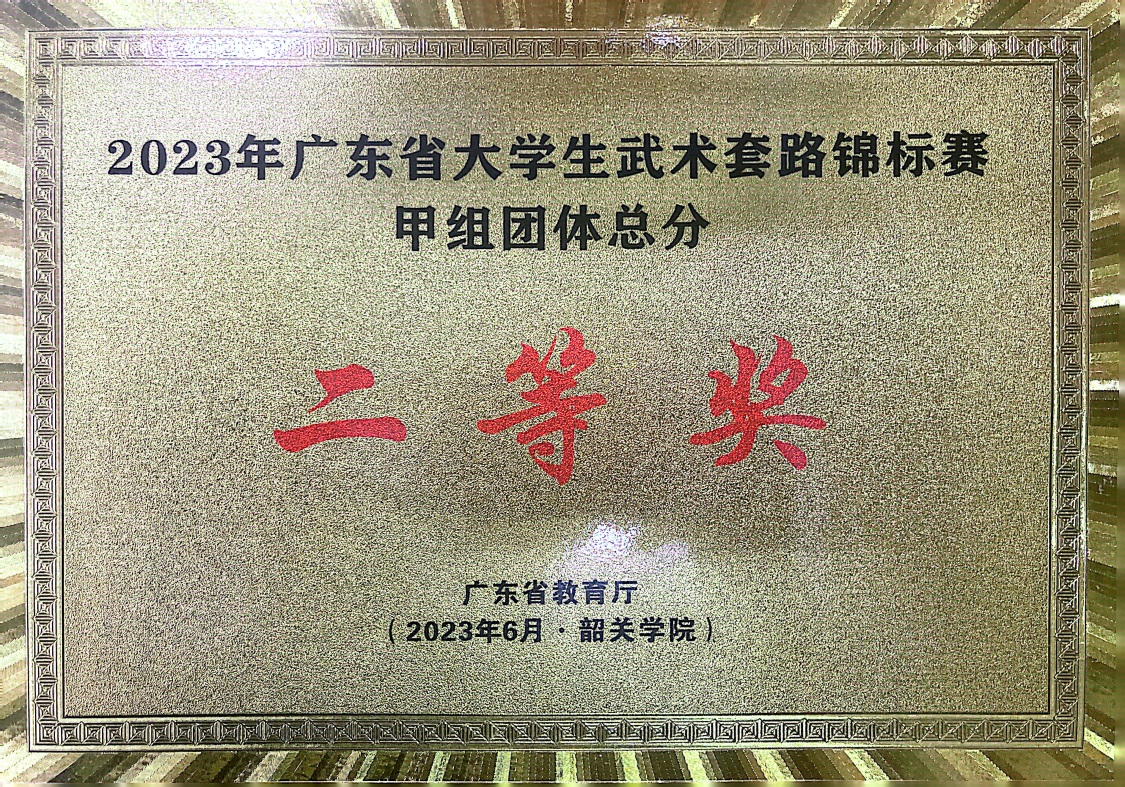 2023年广东省大学生武术套路锦标赛
甲组团体总分
二等奖
广东省教育厅
（2023年6月·韶关学院）